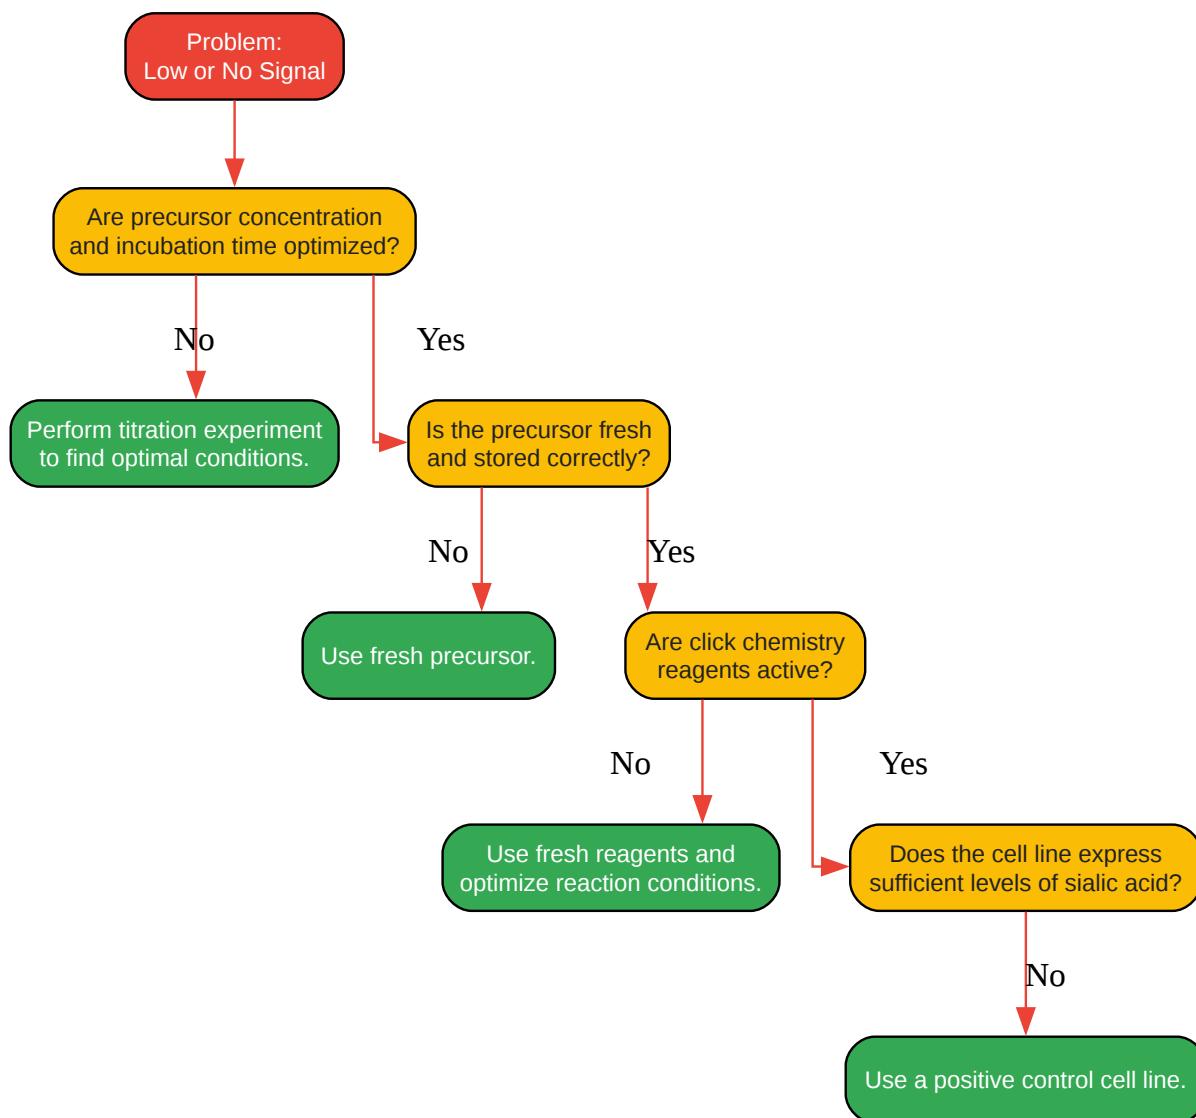 Problem:
Low or No Signal
Are precursor concentration
and incubation time optimized?
No
Yes
Perform titration experiment
to find optimal conditions.
Is the precursor fresh
and stored correctly?
No
Yes
Use fresh precursor.
Are click chemistry
reagents active?
No
Yes
Use fresh reagents and
optimize reaction conditions.
Does the cell line express
sufficient levels of sialic acid?
No
Use a positive control cell line.